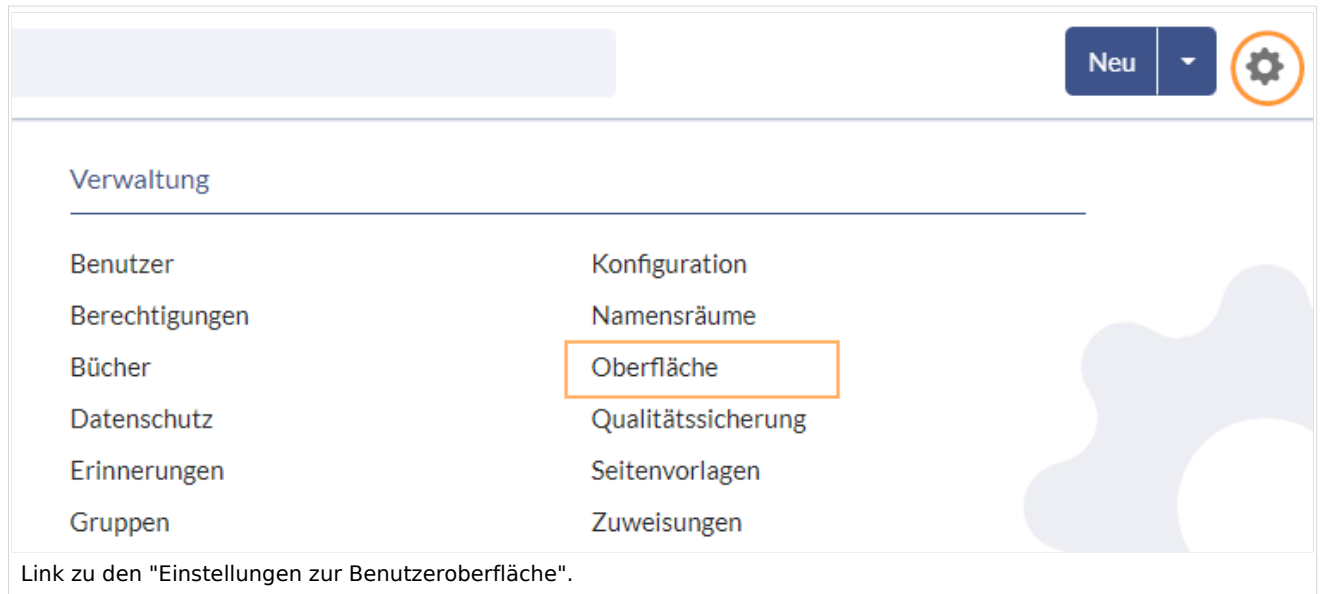 Neu
Verwaltung
Benutzer
Berechtigungen
Bücher
Datenschutz
Erinnerungen
Gruppen
Konfiguration
Namensräume
Oberfläche
Qualitätssicherung
Seitenvorlagen
Zuweisungen
Link zu den "Einstellungen zur Benutzeroberfläche".